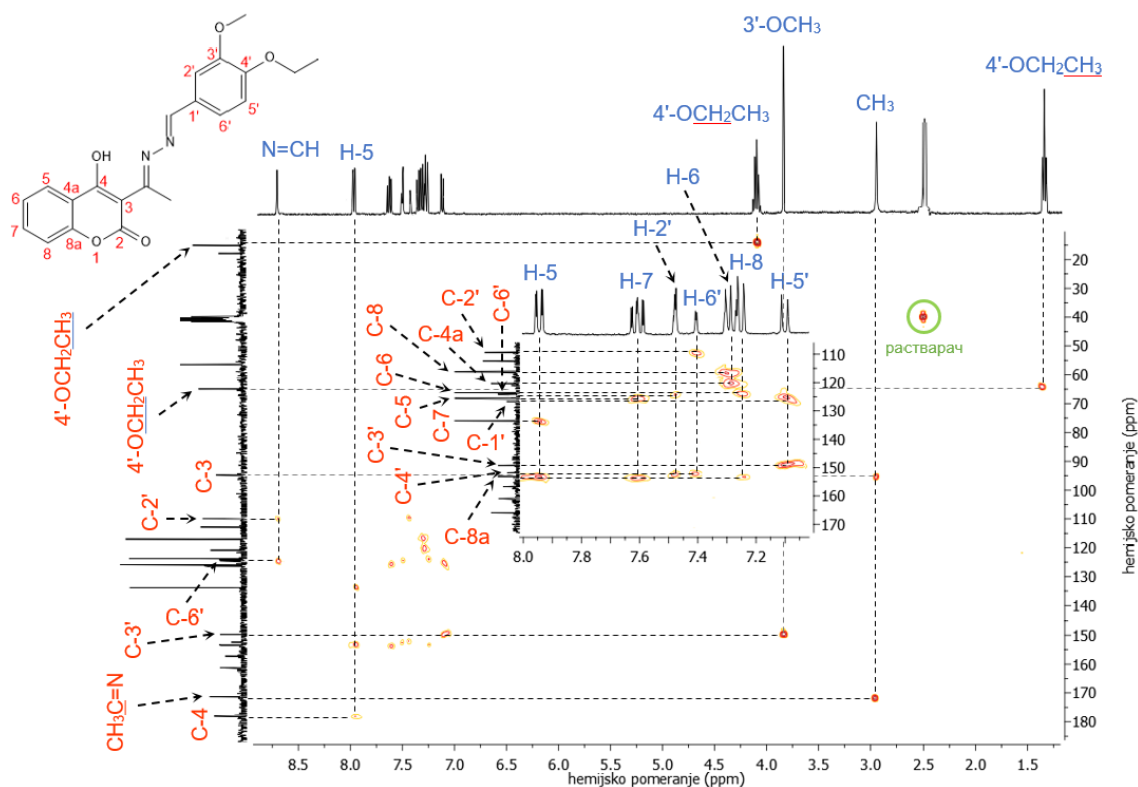 3'-OCH₃
4'-OCH₂CH₃
4'-OCH₂CH₃
CH₃
N=CH
H-5
O
3'
4'
O
2'
5'
1'
6'
N
N
OH
5
4
4a
6
3
7
8a
2
O
8
O
1
H-6
H-2'
H-8
H-5
H-7
H-6'
H-5'
C-2'
C-6'
C-8
C-4a
C-6
C-5
C-7
C-1'
C-3'
C-4'
C-8a
растварач
4'-OCH₂CH₃
4'-OCH₂CH₃
C-3
C-2'
C-6'
C-3'
CH₃C=N
C-4
110
120
130
140
150
160
170
8.0 7.8 7.6 7.4 7.2
20
30
40
50
60
70
80
90
100
110
120
130
140
150
160
170
180
hemijsko pomeranje (ppm)
8.5 8.0 7.5 7.0 6.5 6.0 5.5 5.0 4.5 4.0 3.5 3.0 2.5 2.0 1.5
hemijsko pomeranje (ppm)